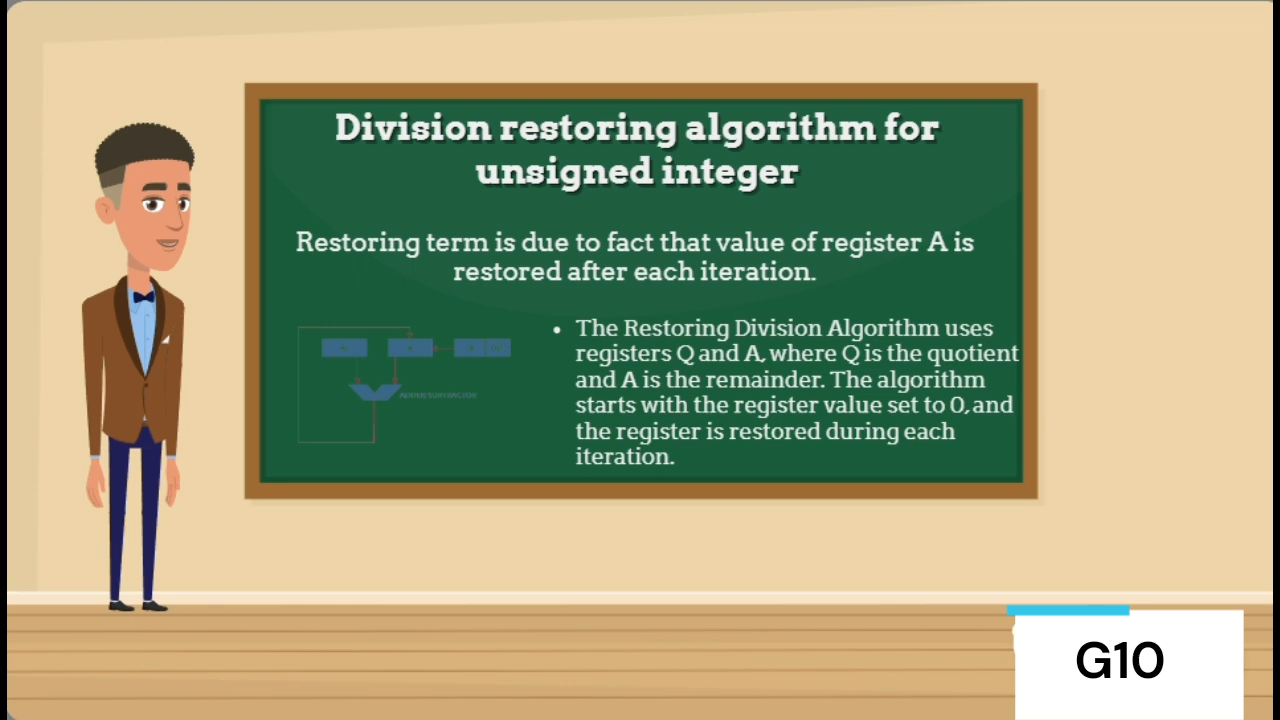 Division restoring algorithm for
unsigned integer
Restoring term is due to fact that value of register A is
restored after each iteration.
• The Restoring Division Algorithm uses
registers Q and A, where Q is the quotient
and A is the remainder. The algorithm
starts with the register value set to 0, and
the register is restored during each
iteration.
G10